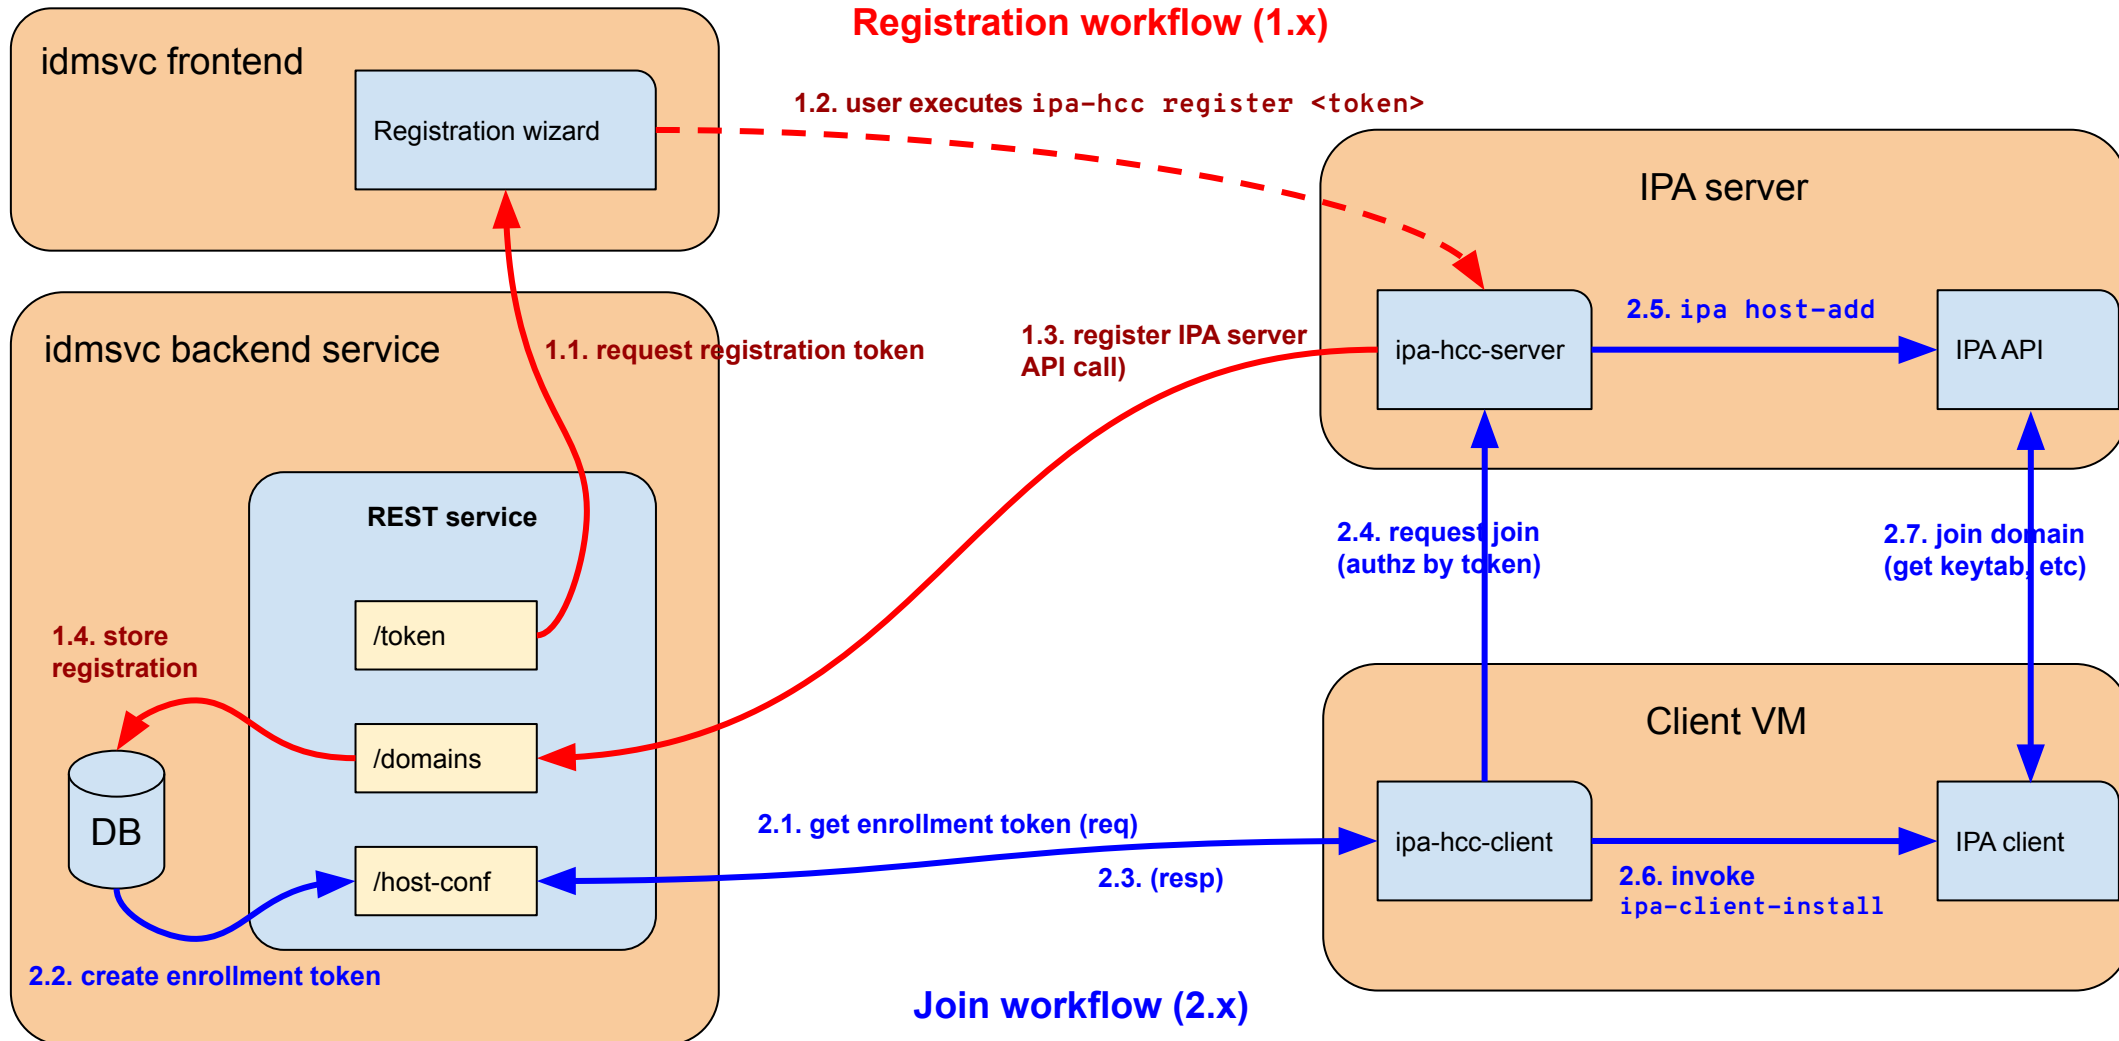 Registration workflow (1.x)
idmsvc frontend
Registration wizard
1.2. user executes ipa-hcc register <token>
IPA server
idmsvc backend service
1.1. request registration token
1.3. register IPA server
API call)
ipa-hcc-server
2.5. ipa host-add
IPA API
REST service
2.4. request join
(authz by token)
2.7. join domain
(get keytab, etc)
/token
1.4. store
registration
/domains
Client VM
DB
2.1. get enrollment token (req)
ipa-hcc-client
IPA client
/host-conf
2.3. (resp)
2.6. invoke
ipa-client-install
2.2. create enrollment token
Join workflow (2.x)